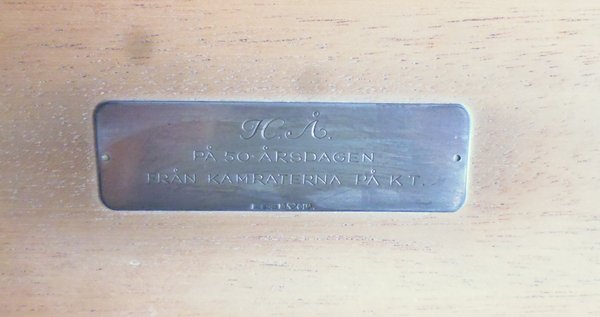 H.Å.
PÅ 50-ÅRSDAGEN
FRÅN KAMRATERNA PÅ K.T.